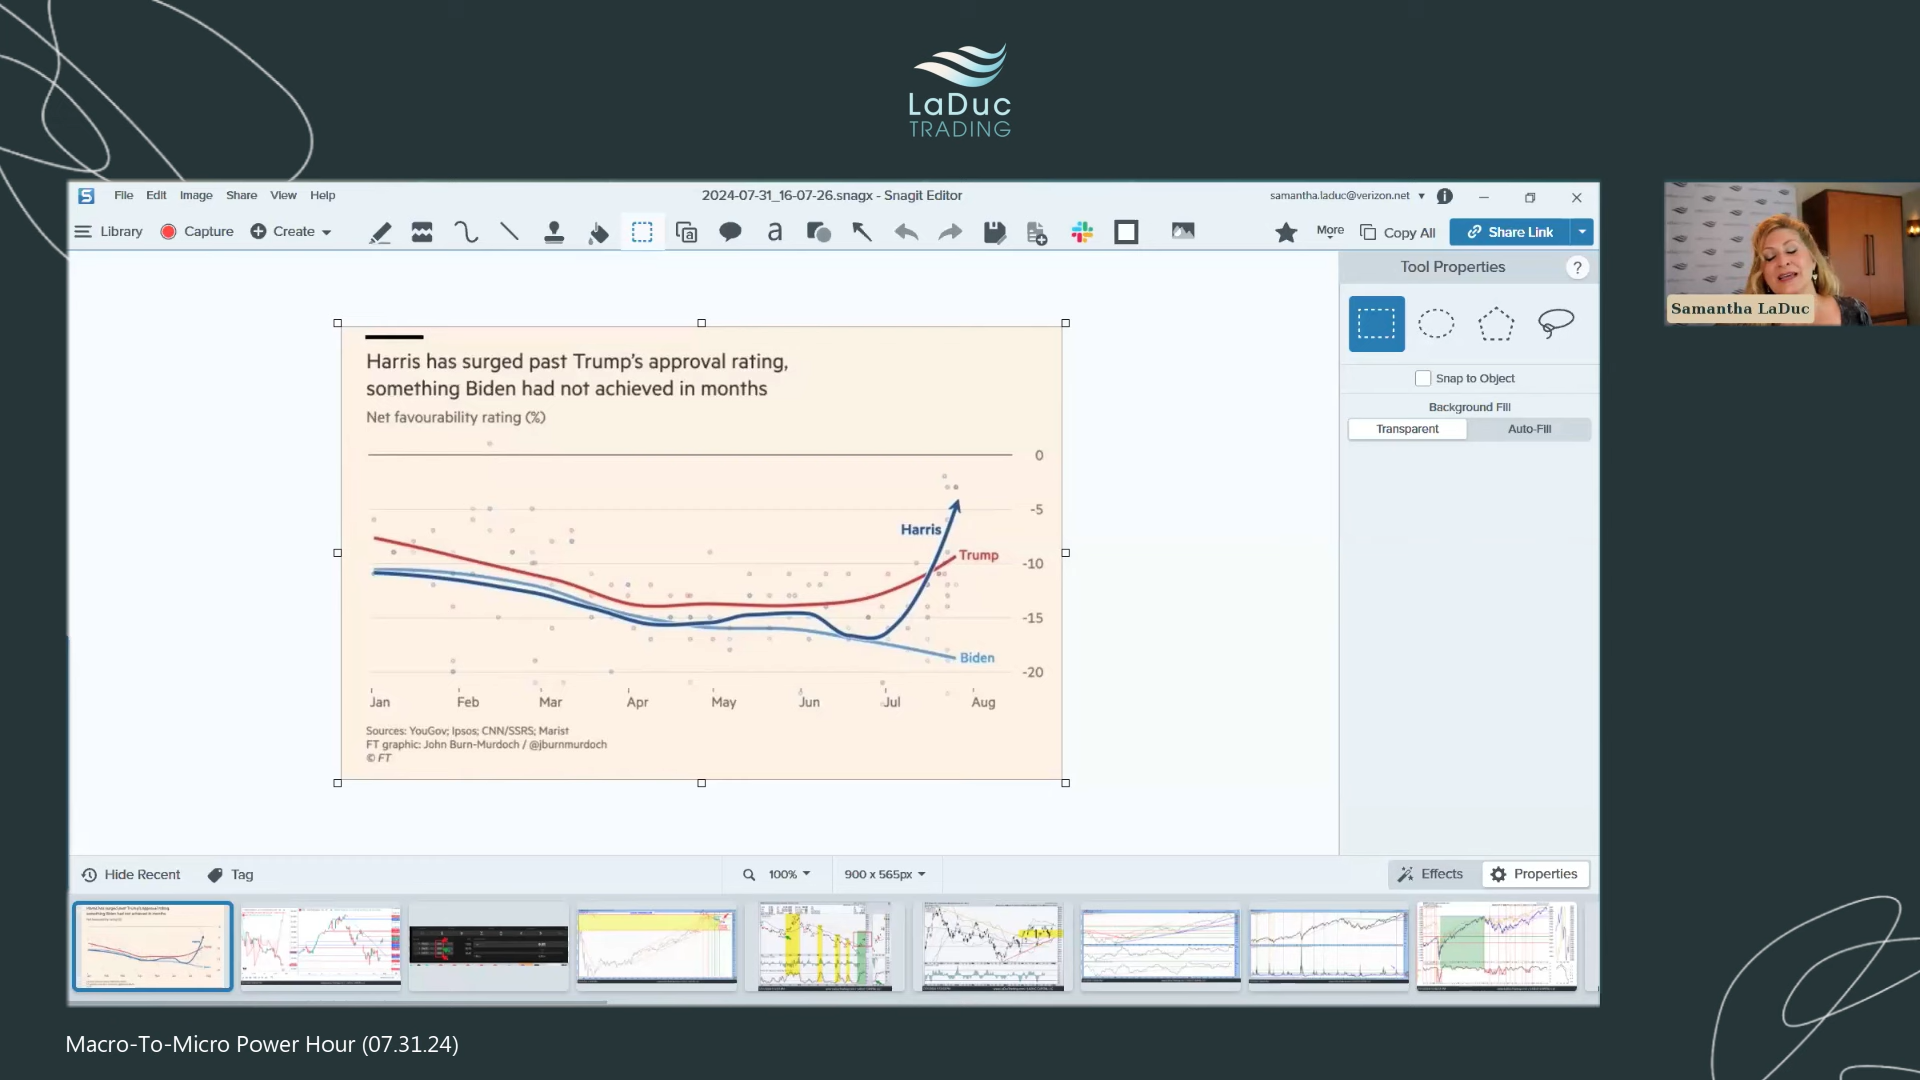 LaDuc
TRADING
File Edit Image Share View Help
2024-07-31_16-07-26.snagx - Snagit Editor
samantha.laduc@verizon.net
Library Capture Create
More Copy All Share Link
Tool Properties ?
Snap to Object
Background Fill
Transparent Auto-Fill
Samantha LaDuc
Harris has surged past Trump's approval rating,
something Biden had not achieved in months
Net favourability rating (%)
0
-5
Harris
Trump
-10
-15
Biden
-20
Jan Feb Mar Apr May Jun Jul Aug
Sources: YouGov; Ipsos; CNN/SSRS; Marist
FT graphic: John Burn-Murdoch / @jburnmurdoch
© FT
Hide Recent Tag
100% 900 x 565px
Effects Properties
Macro-To-Micro Power Hour (07.31.24)